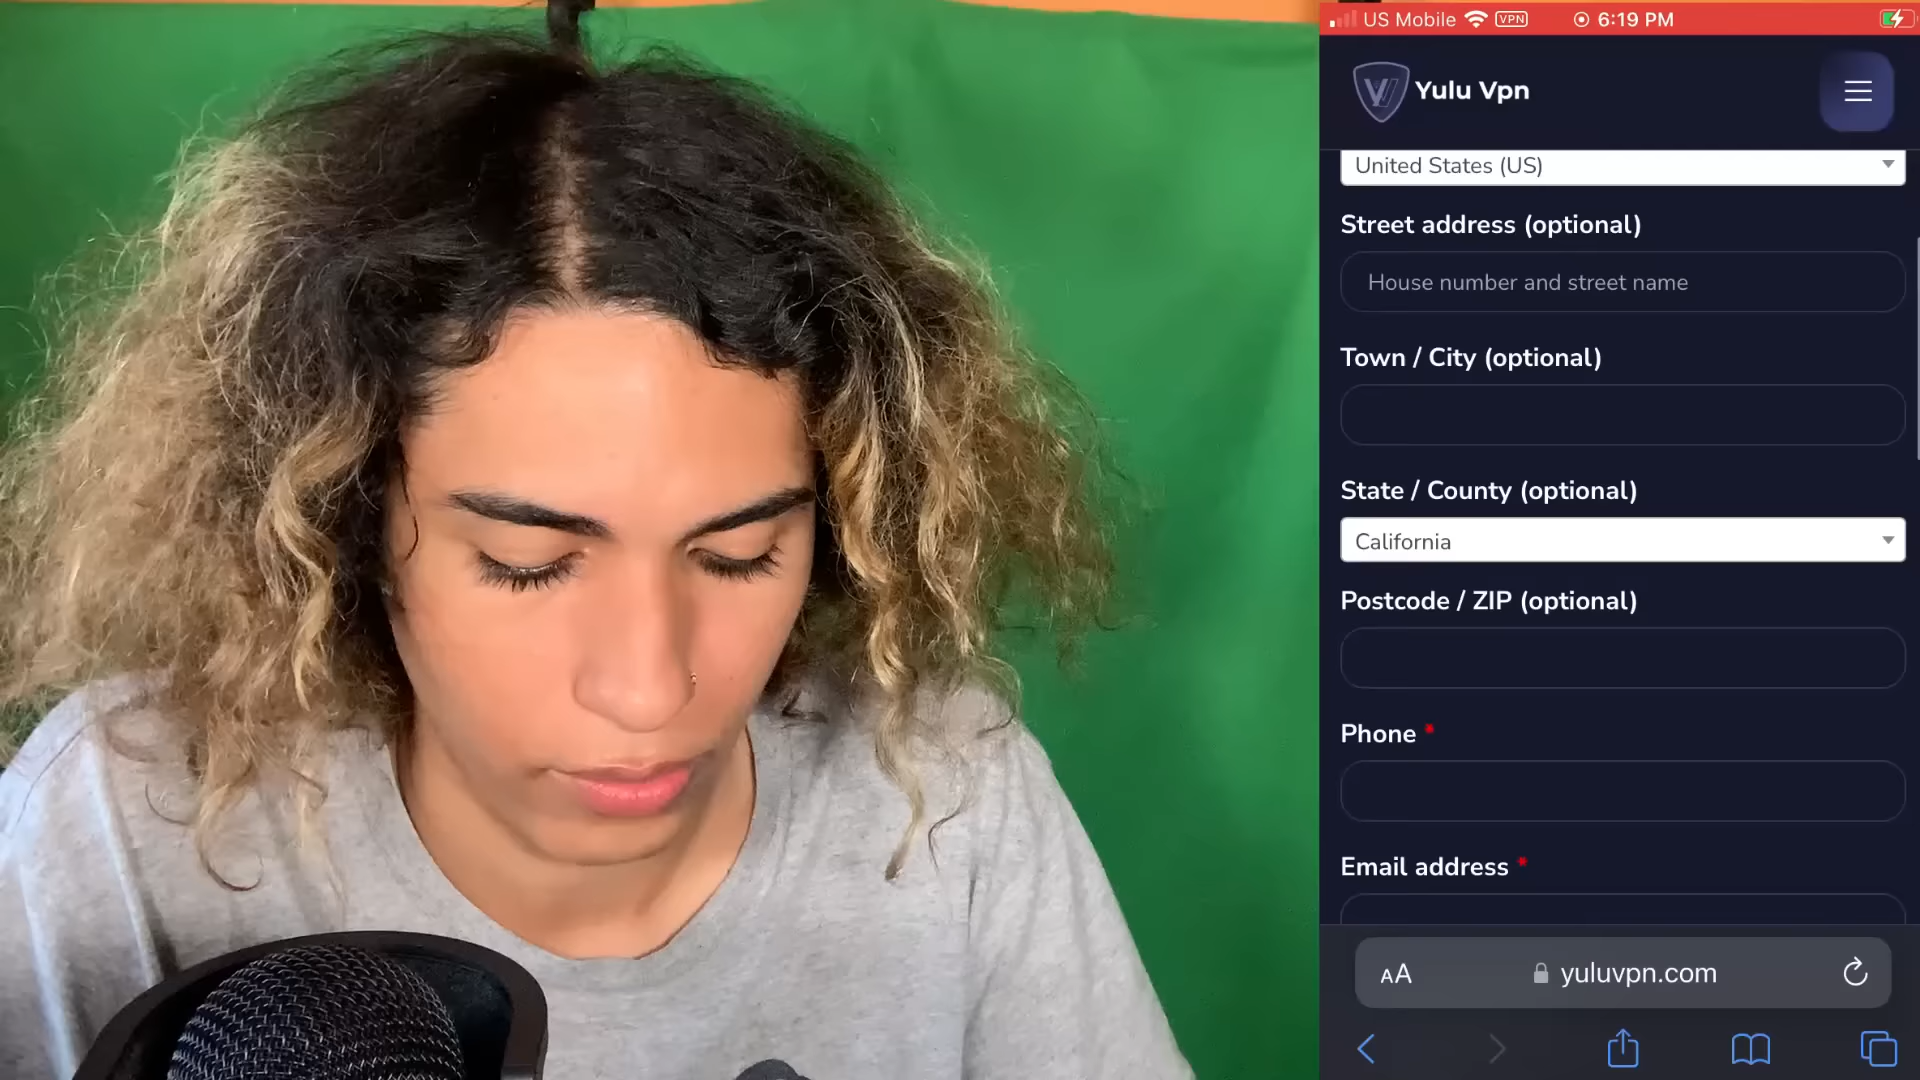 US Mobile VPN 6:19 PM
Yulu Vpn
United States (US)
Street address (optional)
House number and street name
Town / City (optional)
State / County (optional)
California
Postcode / ZIP (optional)
Phone *
Email address *
AA yuluvpn.com